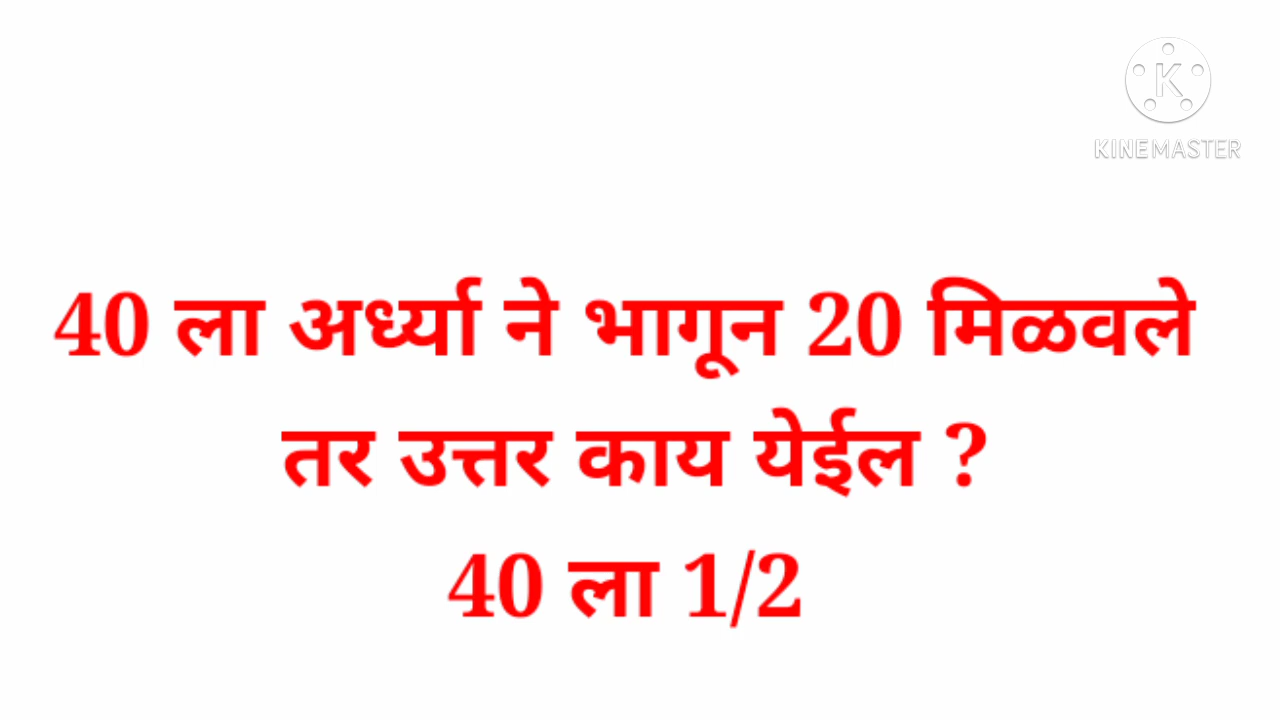 K
KINEMASTER
40 ला अर्ध्या ने भागून 20 मिळवले
तर उत्तर काय येईल ?
40 ला 1/2